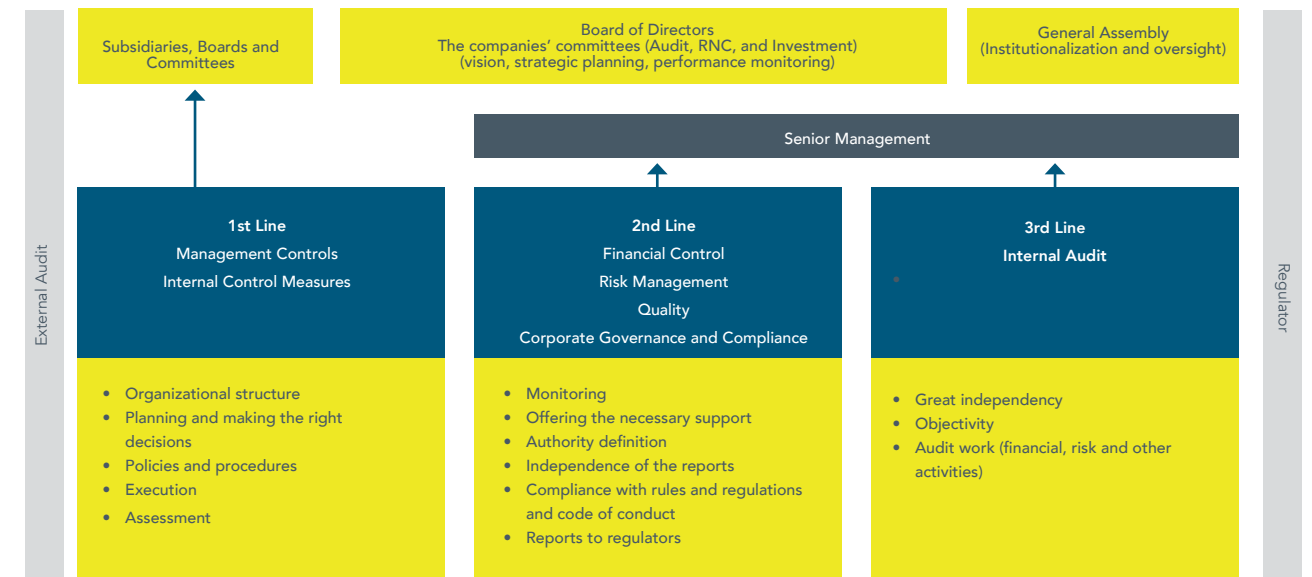 External Audit
Subsidiaries, Boards and
Committees
Board of Directors
The companies' committees (Audit, RNC, and Investment)
(vision, strategic planning, performance monitoring)
General Assembly
(Institutionalization and oversight)
Senior Management
1st Line
Management Controls
Internal Control Measures
2nd Line
Financial Control
Risk Management
Quality
Corporate Governance and Compliance
3rd Line
Internal Audit
•
• Organizational structure
• Planning and making the right
decisions
• Policies and procedures
• Execution
• Assessment
• Monitoring
• Offering the necessary support
• Authority definition
• Independence of the reports
• Compliance with rules and regulations
and code of conduct
• Reports to regulators
• Great independency
• Objectivity
• Audit work (financial, risk and other
activities)
Regulator